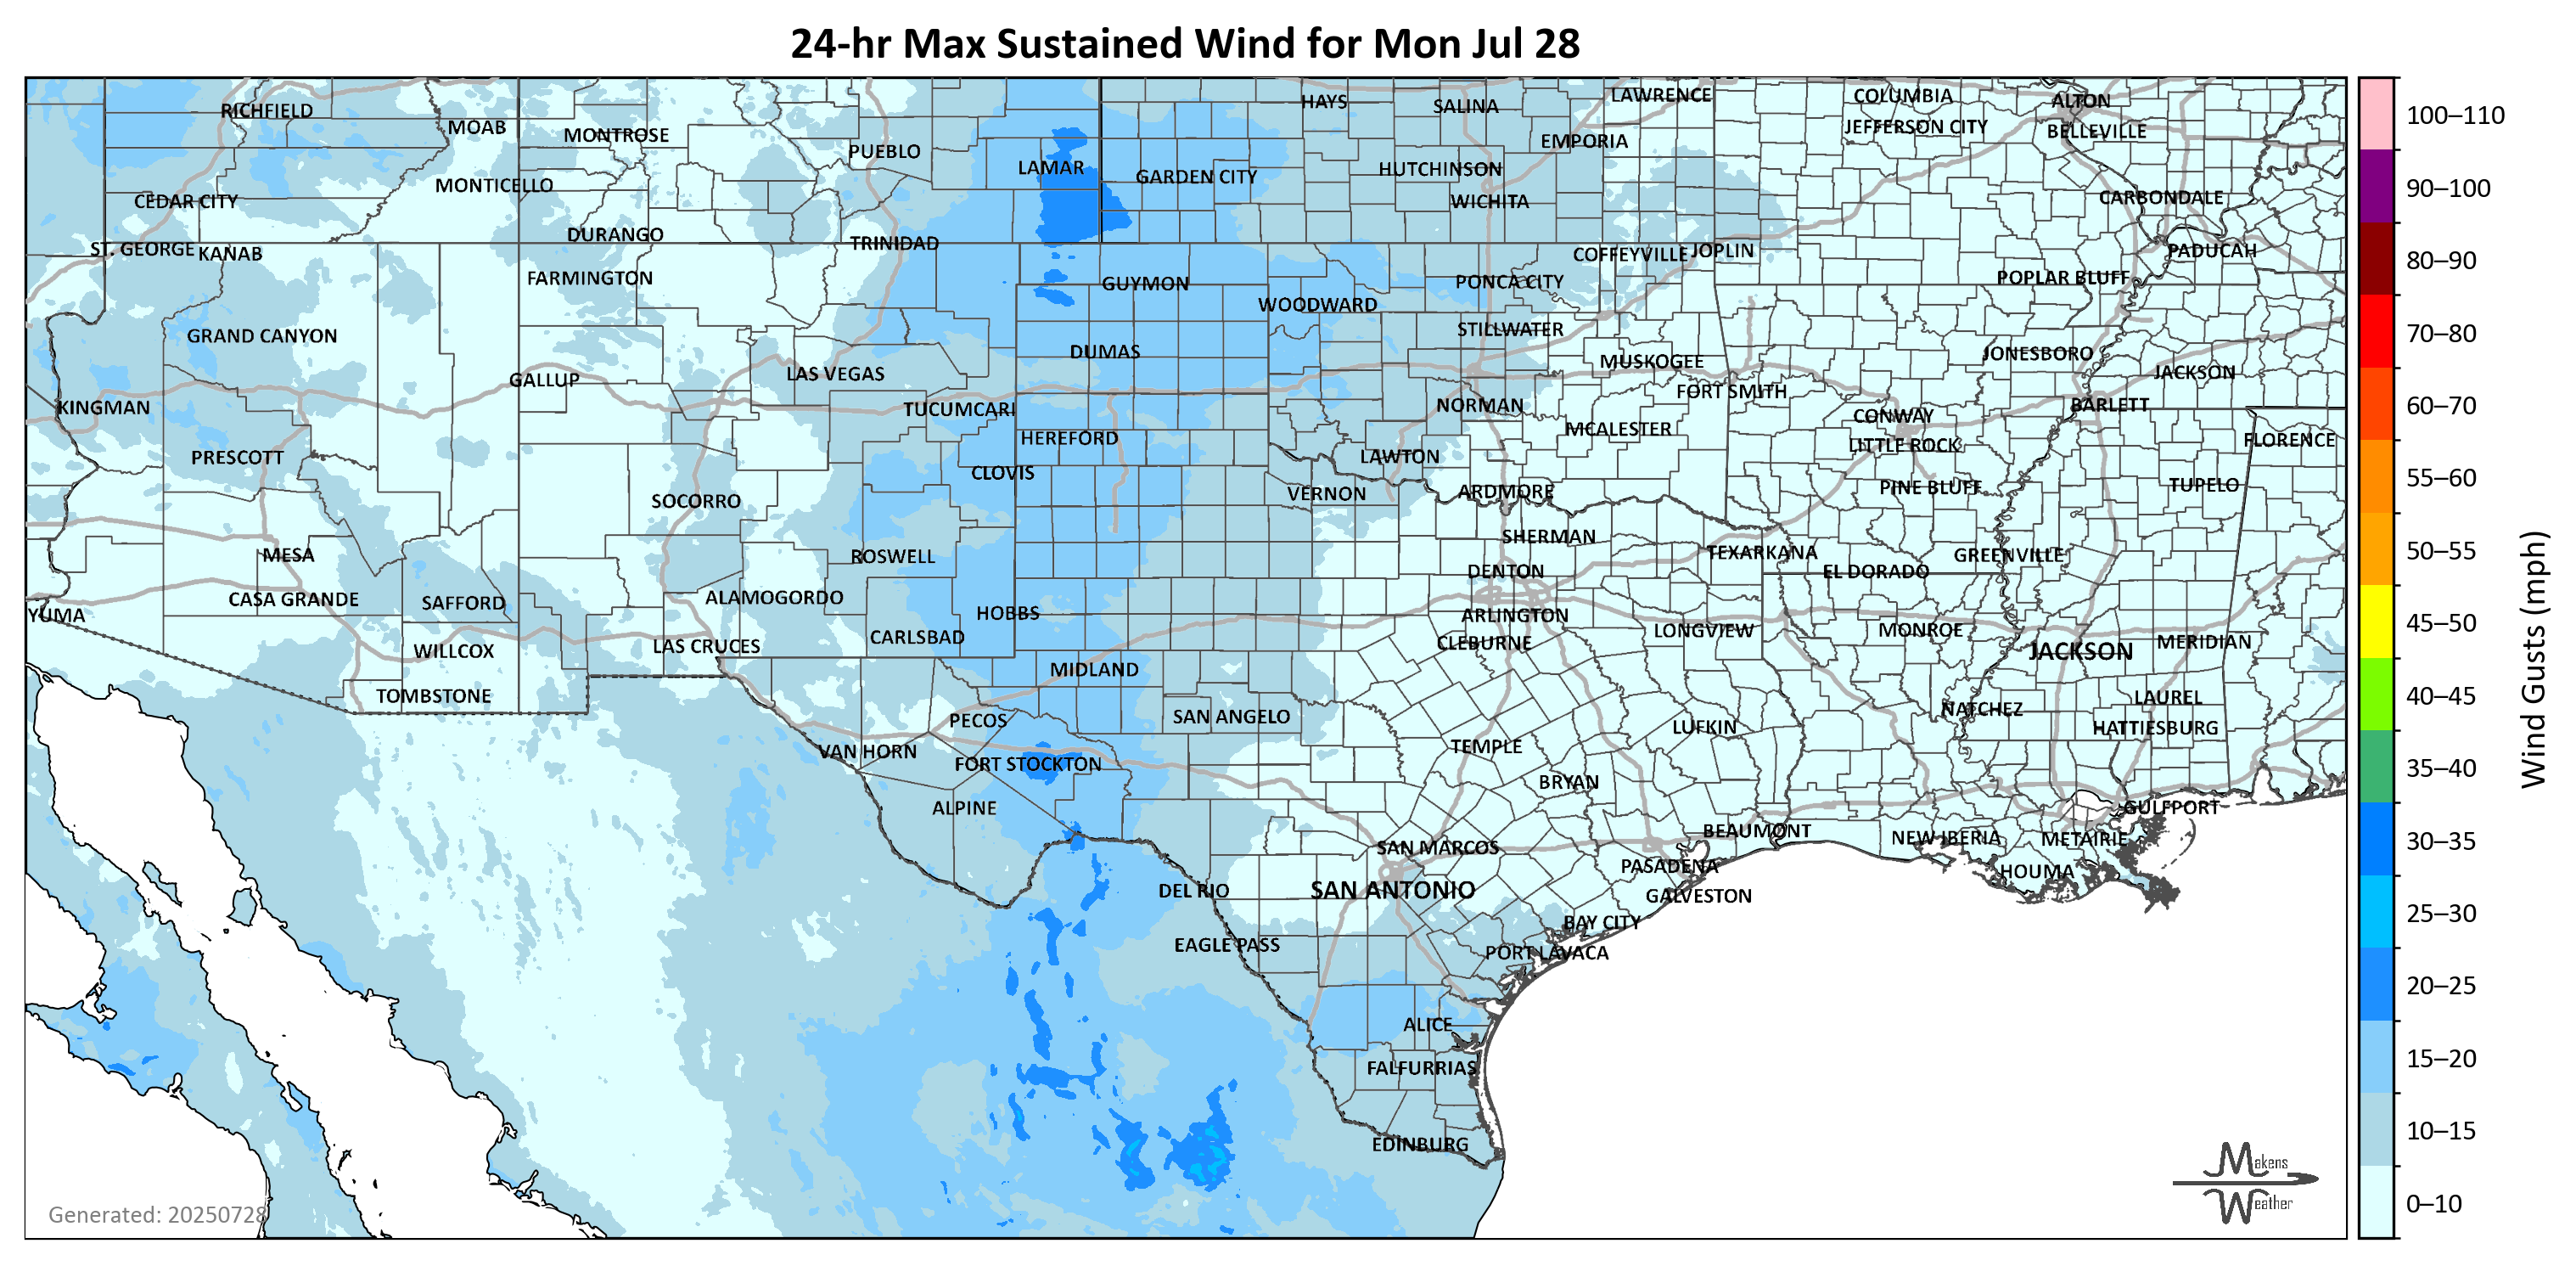 24-hr Max Sustained Wind for Mon Jul 28
RICHFIELD
MOAB
MONTROSE
PUEBLO
LAMAR
GARDEN CITY
HAYS
SALINA
LAWRENCE
EMPORIA
HUTCHINSON
WICHITA
COLUMBIA
JEFFERSON CITY
ALTON
BELLEVILLE
CARBONDALE
MONTICELLO
CEDAR CITY
DURANGO
TRINIDAD
ST. GEORGE
KANAB
FARMINGTON
GUYMON
WOODWARD
PONCA CITY
COFFEYVILLE
JOPLIN
PADUCAH
POPLAR BLUFF
GRAND CANYON
DUMAS
STILLWATER
MUSKOGEE
JONESBORO
JACKSON
KINGMAN
GALLUP
LAS VEGAS
TUCUMCARI
HEREFORD
NORMAN
FORT SMITH
MCALESTER
CONWAY
LITTLE ROCK
BARLETT
FLORENCE
PRESCOTT
CLOVIS
LAWTON
VERNON
ARDMORE
PINE BLUFF
TUPELO
SOCORRO
MESA
ROSWELL
SHERMAN
TEXARKANA
GREENVILLE
DENTON
EL DORADO
YUMA
CASA GRANDE
SAFFORD
ALAMOGORDO
HOBBS
ARLINGTON
CLEBURNE
LONGVIEW
MONROE
JACKSON
MERIDIAN
WILLCOX
LAS CRUCES
CARLSBAD
MIDLAND
TOMBSTONE
PECOS
SAN ANGELO
LAUREL
NATCHEZ
HATTIESBURG
LUFKIN
TEMPLE
VAN HORN
FORT STOCKTON
BRYAN
ALPINE
GULFPORT
BEAUMONT
NEW IBERIA
METAIRIE
SAN MARCOS
PASADENA
HOUMA
DEL RIO
SAN ANTONIO
GALVESTON
BAY CITY
EAGLE PASS
PORT LAVACA
ALICE
FALFURRIAS
EDINBURG
Generated: 20250728
Makens
Weather
100–110
90–100
80–90
70–80
60–70
55–60
50–55
45–50
40–45
35–40
30–35
25–30
20–25
15–20
10–15
0–10
Wind Gusts (mph)